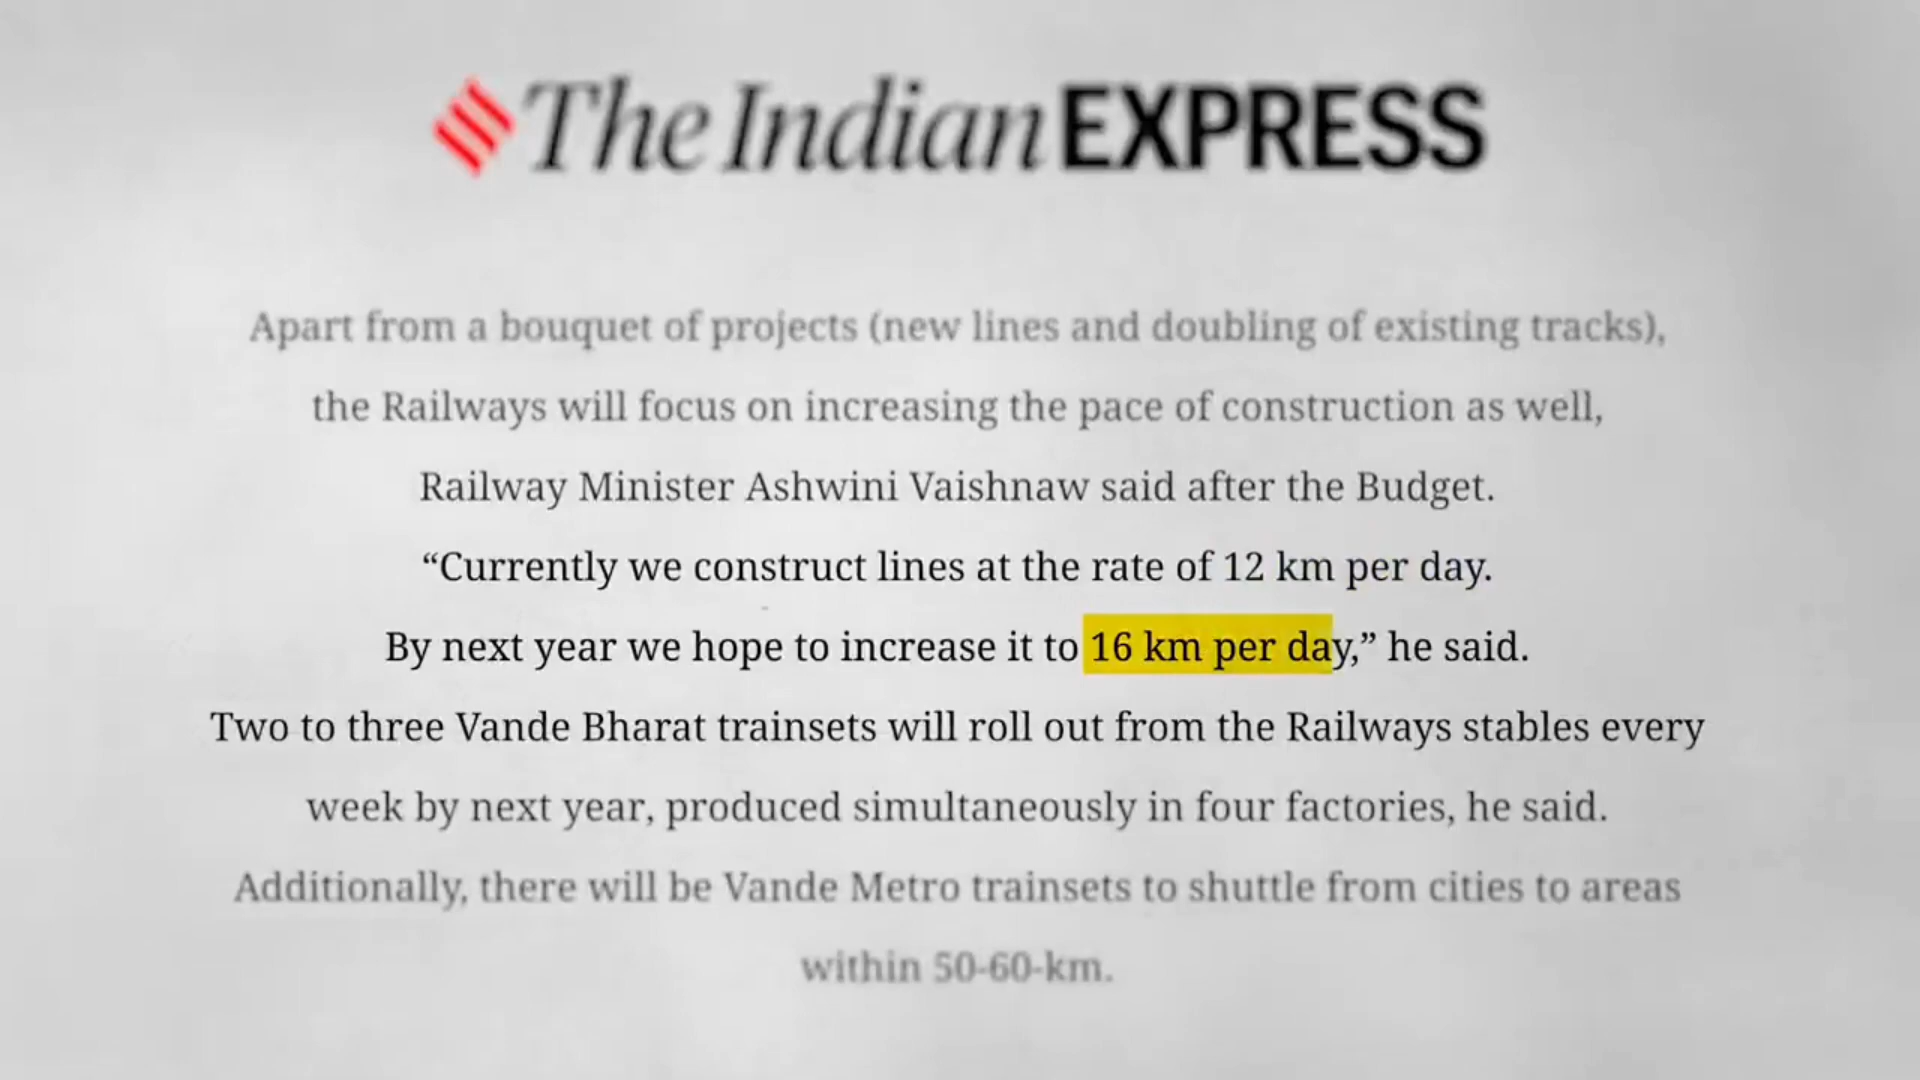 The Indian EXPRESS
Apart from a bouquet of projects (new lines and doubling of existing tracks),
the Railways will focus on increasing the pace of construction as well,
Railway Minister Ashwini Vaishnaw said after the Budget.
“Currently we construct lines at the rate of 12 km per day.
By next year we hope to increase it to 16 km per day,” he said.
Two to three Vande Bharat trainsets will roll out from the Railways stables every
week by next year, produced simultaneously in four factories, he said.
Additionally, there will be Vande Metro trainsets to shuttle from cities to areas
within 50-60-km.